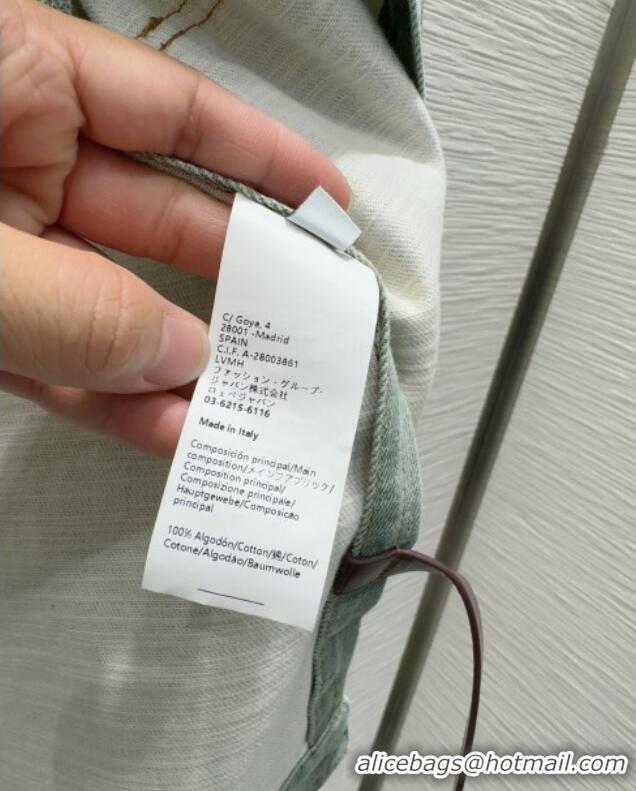 C/ Goya, 4
28001 -Madrid
SPAIN
C.I.F. A-28003861
LVMH
ファッション・グループ・
ジャパン株式会社
ロエベジャパン
03-6215-6116
Made in Italy
Composición principal/Main
composition/メインファブリック/
Composition principal/
Composizione principale/
Hauptgewebe/Composicao
principal
100% Algodón/Cotton/綿/Coton/
Cotone/Algodão/Baumwolle
alicebags@hotmail.com